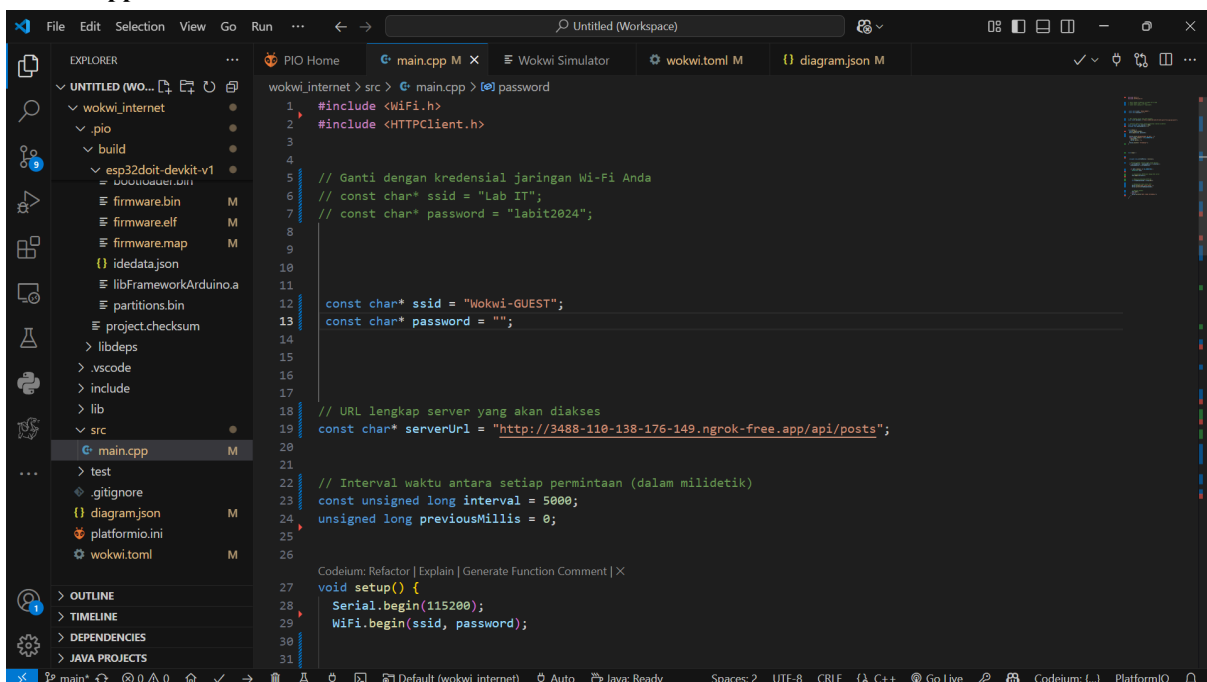 File Edit Selection View Go Run ··· Untitled (Workspace)
EXPLORER ···
PIO Home main.cpp M Wokwi Simulator wokwi.toml M diagram.json M ···
UNTITLED (WO...
wokwi_internet
.pio
build
esp32doit-devkit-v1
bootloader.bin
firmware.bin M
firmware.elf M
firmware.map M
idedata.json
libFrameworkArduino.a
partitions.bin
project.checksum
libdeps
.vscode
include
lib
src
main.cpp M
test
.gitignore
diagram.json M
platformio.ini
wokwi.toml M
OUTLINE
TIMELINE
DEPENDENCIES
JAVA PROJECTS
9
1
wokwi_internet > src > main.cpp > password
1 #include <WiFi.h>
2 #include <HTTPClient.h>
3
4
5 // Ganti dengan kredensial jaringan Wi-Fi Anda
6 // const char* ssid = "Lab IT";
7 // const char* password = "labit2024";
8
9
10
11
12 const char* ssid = "Wokwi-GUEST";
13 const char* password = "";
14
15
16
17
18 // URL lengkap server yang akan diakses
19 const char* serverUrl = "http://3488-110-138-176-149.ngrok-free.app/api/posts";
20
21
22 // Interval waktu antara setiap permintaan (dalam milidetik)
23 const unsigned long interval = 5000;
24 unsigned long previousMillis = 0;
25
26
Codeium: Refactor | Explain | Generate Function Comment | ×
27 void setup() {
28 Serial.begin(115200);
29 WiFi.begin(ssid, password);
30
31
main* 0 0 Default (wokwi_internet) Auto Java: Ready Spaces: 2 UTF-8 CRLF C++ Go Live Codeium: {...} PlatformIO